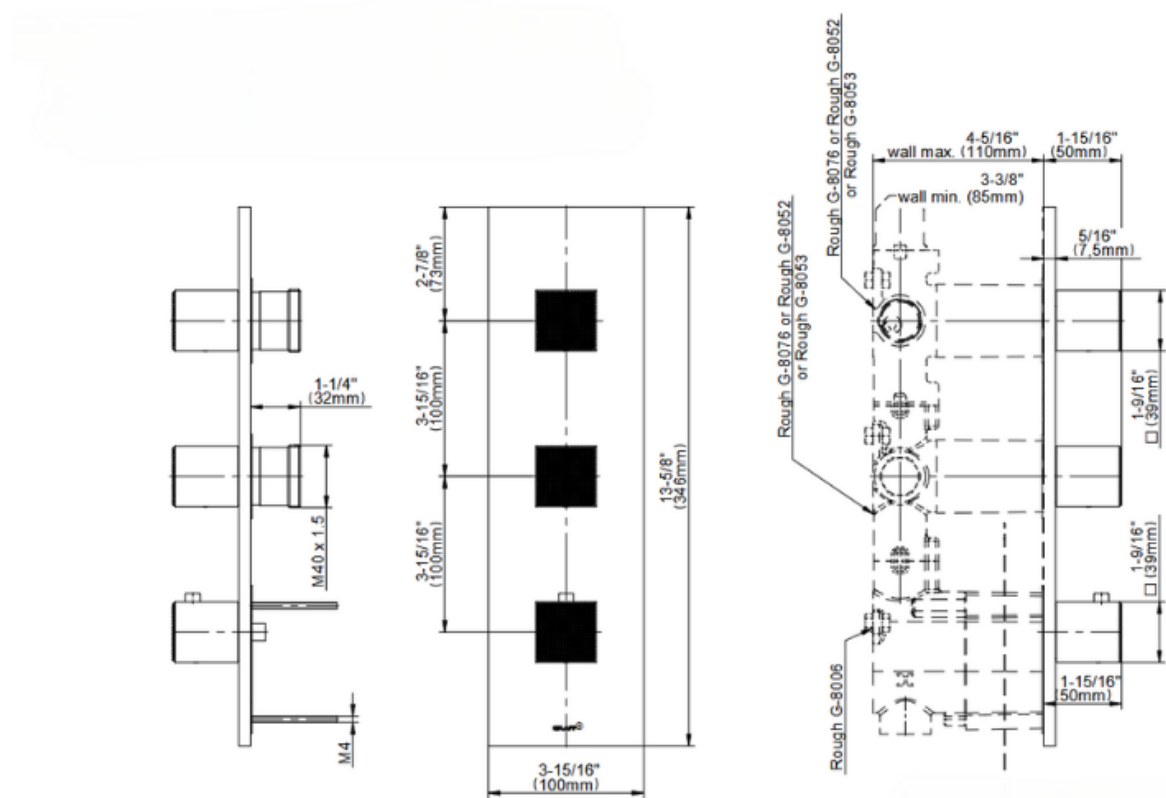 1-1/4"
(32mm)
M40 x 1.5
M4
2-7/8"
(73mm)
3-15/16"
(100mm)
3-15/16"
(100mm)
13-5/8"
(346mm)
3-15/16"
(100mm)
Rough G-8076 or Rough G-8052
or Rough G-8053
Rough G-8076 or Rough G-8052
or Rough G-8053
Rough G-8006
4-5/16"
wall max. (110mm)
3-3/8"
wall min. (85mm)
1-15/16"
(50mm)
5/16"
(7,5mm)
1-9/16"
□ (39mm)
1-9/16"
□ (39mm)
1-15/16"
(50mm)